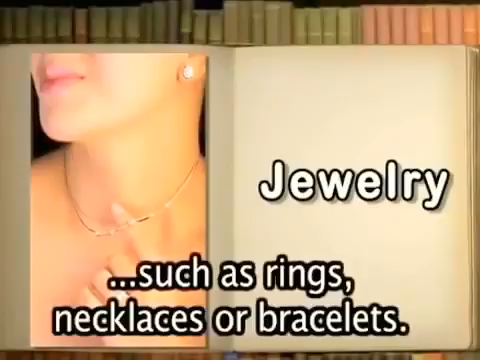 Jewelry
...such as rings,
necklaces or bracelets.